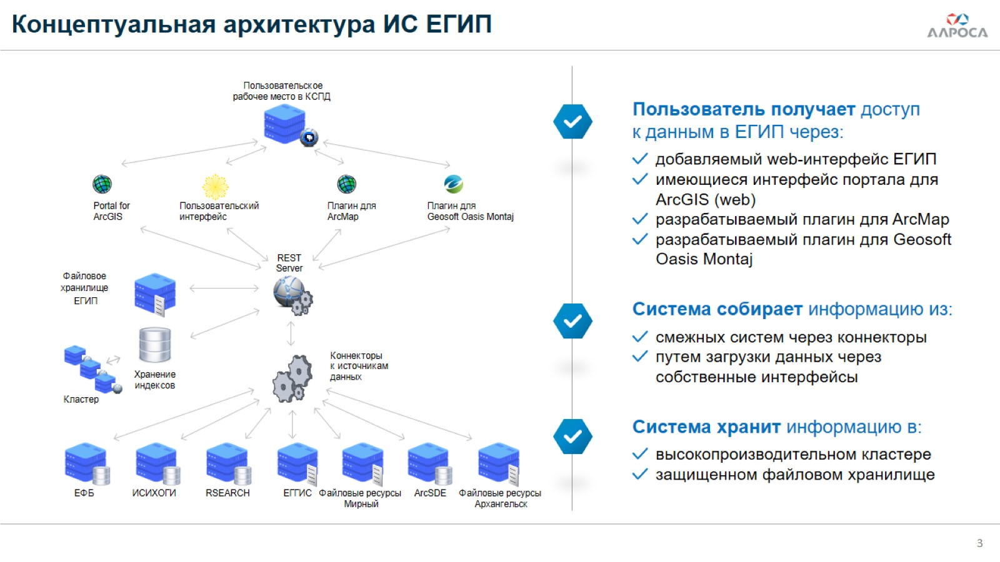 Концептуальная архитектура ИС ЕГИП
АЛРОСА
Пользовательское
рабочее место в КСПД
Portal for
ArcGIS
Пользовательский
интерфейс
Плагин для
ArcMap
Плагин для
Geosoft Oasis Montaj
REST
Server
Файловое
хранилище
ЕГИП
Хранение
индексов
Кластер
Коннекторы
к источникам
данных
ЕФБ
ИСИХОГИ
RSEARCH
ЕГГИС
Файловые ресурсы
Мирный
ArcSDE
Файловые ресурсы
Архангельск
Пользователь получает доступ
к данным в ЕГИП через:
добавляемый web-интерфейс ЕГИП
имеющиеся интерфейс портала для
ArcGIS (web)
разрабатываемый плагин для ArcMap
разрабатываемый плагин для Geosoft
Oasis Montaj
Система собирает информацию из:
смежных систем через коннекторы
путем загрузки данных через
собственные интерфейсы
Система хранит информацию в:
высокопроизводительном кластере
защищенном файловом хранилище
3